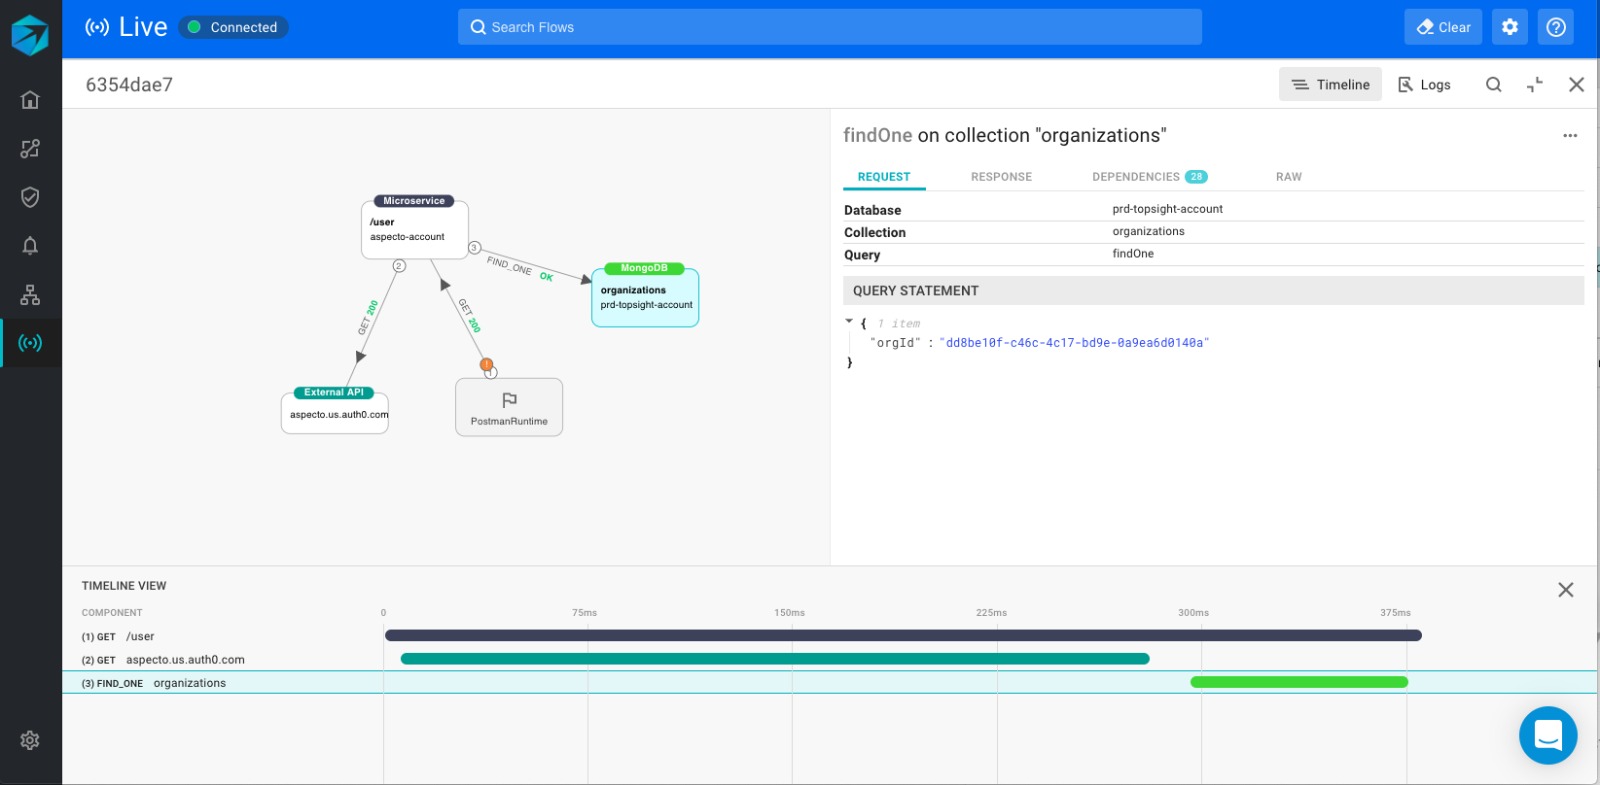 Live
Connected
Search Flows
Clear
6354dae7
Timeline
Logs
Microservice
/user
aspecto-account
3
FIND_ONE OK
2
MongoDB
organizations
prd-topsight-account
GET 200
GET 200
!
1
External API
aspecto.us.auth0.com
PostmanRuntime
findOne on collection "organizations"
REQUEST RESPONSE DEPENDENCIES 28 RAW
Database prd-topsight-account
Collection organizations
Query findOne
QUERY STATEMENT
{ 1 item
"orgId" : "dd8be10f-c46c-4c17-bd9e-0a9ea6d0140a"
}
TIMELINE VIEW
COMPONENT 0 75ms 150ms 225ms 300ms 375ms
(1) GET /user
(2) GET aspecto.us.auth0.com
(3) FIND_ONE organizations